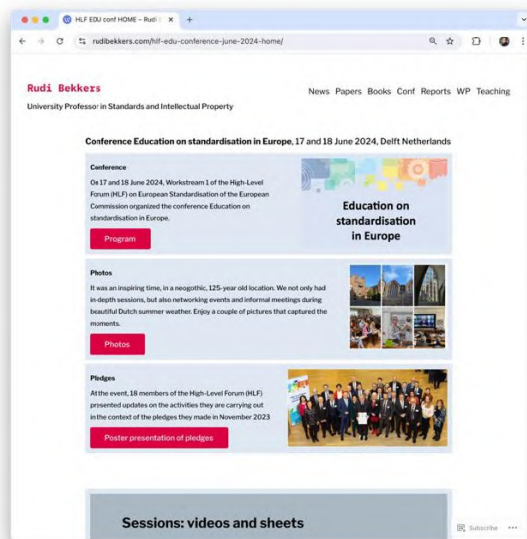 HLF EDU conf HOME – Rudi
rudibekkers.com/hlf-edu-conference-june-2024-home/
Rudi Bekkers
University Professor in Standards and Intellectual Property
News Papers Books Conf Reports WP Teaching
Conference Education on standardisation in Europe, 17 and 18 June 2024, Delft Netherlands
Conference
On 17 and 18 June 2024, Workstream 1 of the High-Level
Forum (HLF) on European Standardisation of the European
Commission organized the conference Education on
standardisation in Europe.
Program
Education on
standardisation
in Europe
Photos
It was an inspiring time, in a neogothic, 125-year old location. We not only had
in-depth sessions, but also networking events and informal meetings during
beautiful Dutch summer weather. Enjoy a couple of pictures that captured the
moments.
Photos
Pledges
At the event, 18 members of the High-Level Forum (HLF)
presented updates on the activities they are carrying out
in the context of the pledges they made in November 2023
Poster presentation of pledges
Sessions: videos and sheets
Subscribe